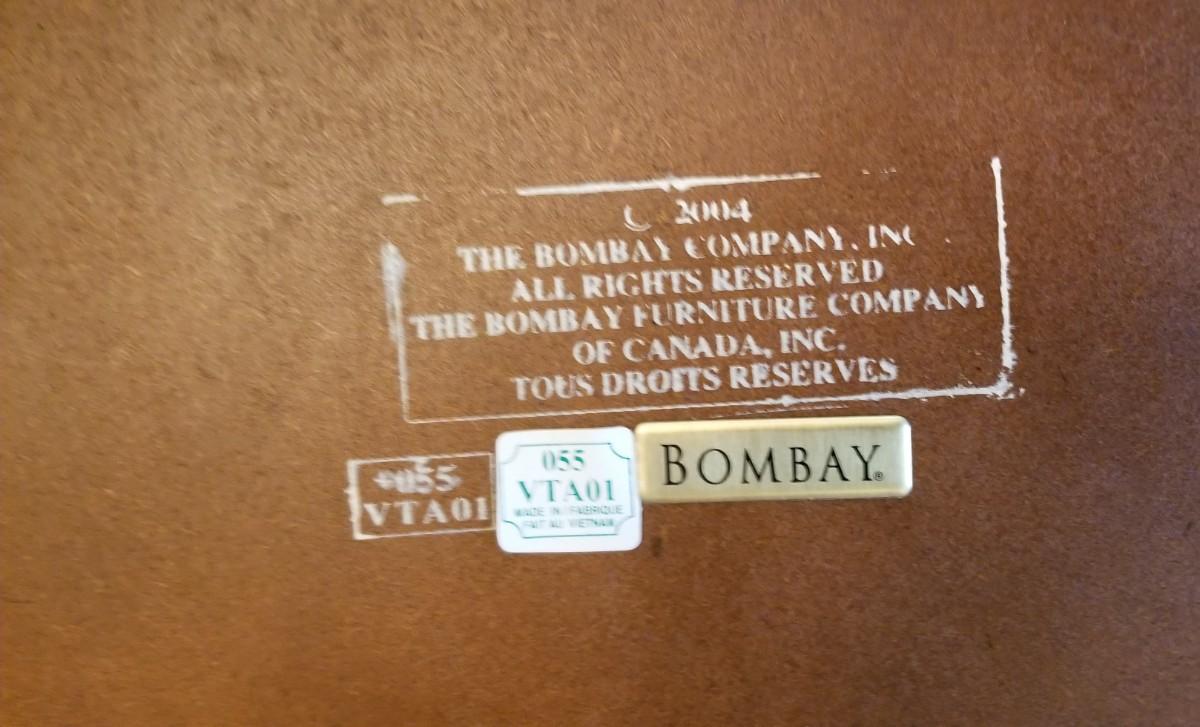 © 2004
THE BOMBAY COMPANY, INC
ALL RIGHTS RESERVED
THE BOMBAY FURNITURE COMPANY
OF CANADA, INC.
TOUS DROITS RESERVES
055
VTA01
055
VTA01
MADE IN / FABRIQUE
FAIT AU VIETNAM
BOMBAY®